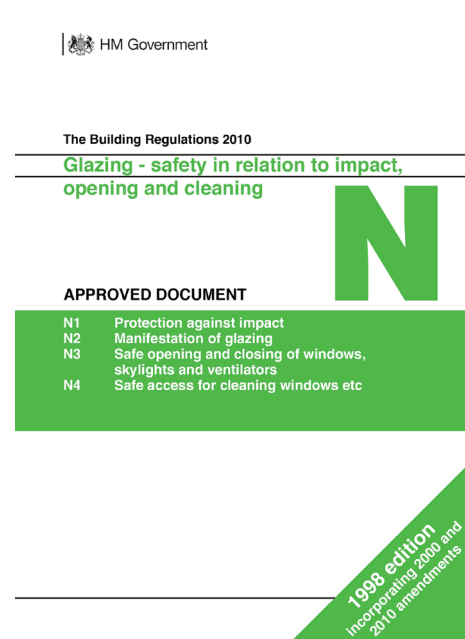 HM Government
The Building Regulations 2010
Glazing - safety in relation to impact,
opening and cleaning
N
APPROVED DOCUMENT
N1 Protection against impact
N2 Manifestation of glazing
N3 Safe opening and closing of windows,
skylights and ventilators
N4 Safe access for cleaning windows etc
1998 edition
incorporating 2000 and
2010 amendments